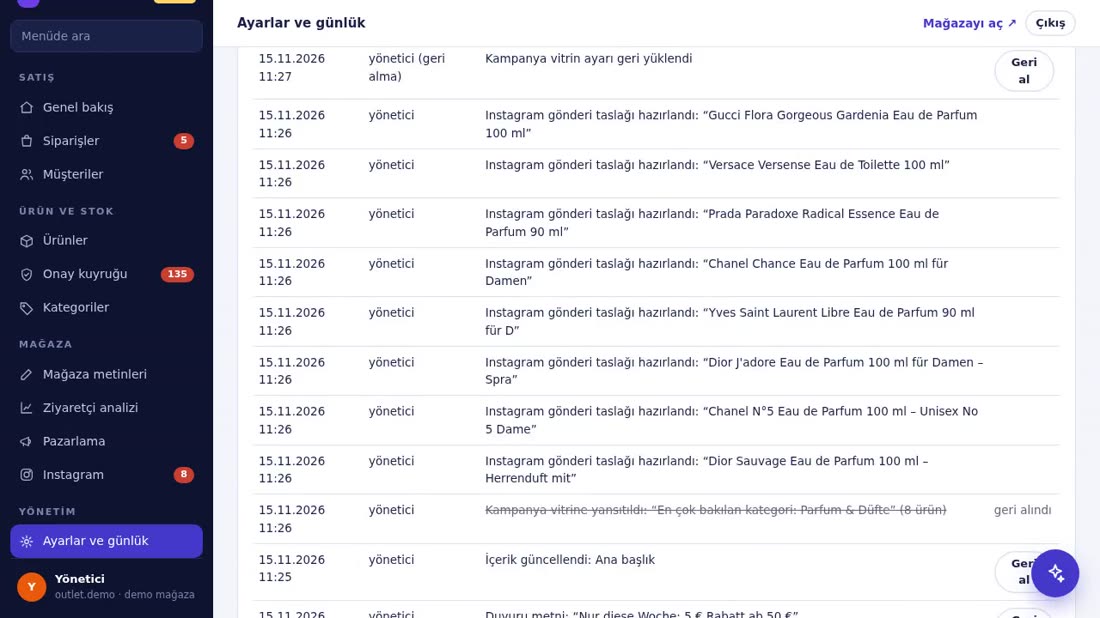 Menüde ara
SATIŞ
Genel bakış
Siparişler 5
Müşteriler
ÜRÜN VE STOK
Ürünler
Onay kuyruğu 135
Kategoriler
MAĞAZA
Mağaza metinleri
Ziyaretçi analizi
Pazarlama
Instagram 8
YÖNETİM
Ayarlar ve günlük
Y
Yönetici
outlet.demo · demo mağaza
Ayarlar ve günlük
Mağazayı aç ↗ Çıkış
15.11.2026 yönetici (geri Kampanya vitrin ayarı geri yüklendi Geri
11:27 alma) al
15.11.2026 yönetici Instagram gönderi taslağı hazırlandı: “Gucci Flora Gorgeous Gardenia Eau de Parfum
11:26 100 ml”
15.11.2026 yönetici Instagram gönderi taslağı hazırlandı: “Versace Versense Eau de Toilette 100 ml”
11:26
15.11.2026 yönetici Instagram gönderi taslağı hazırlandı: “Prada Paradoxe Radical Essence Eau de
11:26 Parfum 90 ml”
15.11.2026 yönetici Instagram gönderi taslağı hazırlandı: “Chanel Chance Eau de Parfum 100 ml für
11:26 Damen”
15.11.2026 yönetici Instagram gönderi taslağı hazırlandı: “Yves Saint Laurent Libre Eau de Parfum 90 ml
11:26 für D”
15.11.2026 yönetici Instagram gönderi taslağı hazırlandı: “Dior J'adore Eau de Parfum 100 ml für Damen –
11:26 Spra”
15.11.2026 yönetici Instagram gönderi taslağı hazırlandı: “Chanel N°5 Eau de Parfum 100 ml – Unisex No
11:26 5 Dame”
15.11.2026 yönetici Instagram gönderi taslağı hazırlandı: “Dior Sauvage Eau de Parfum 100 ml –
11:26 Herrenduft mit”
15.11.2026 yönetici Kampanya vitrine yansıtıldı: “En çok bakılan kategori: Parfum & Düfte” (8 ürün) geri alındı
11:26
15.11.2026 yönetici İçerik güncellendi: Ana başlık Geri
11:25 al
15.11.2026 yönetici Duyuru metni: “Nur diese Woche: 5 € Rabatt ab 50 €” Geri